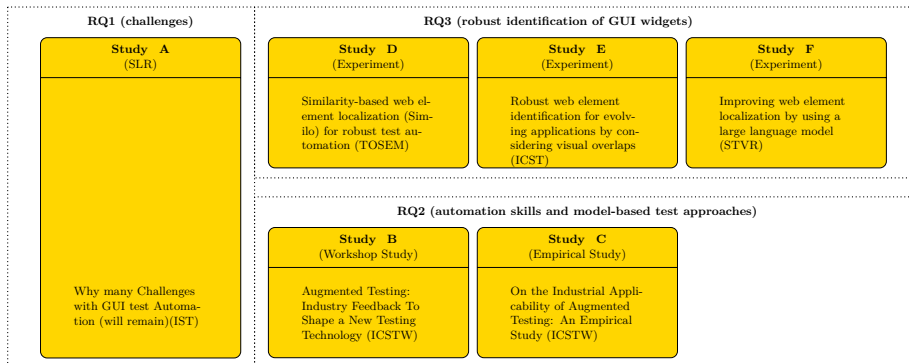 RQ1 (challenges)
Study A
(SLR)
Why many Challenges
with GUI test Automa-
tion (will remain)(IST)
RQ3 (robust identification of GUI widgets)
Study D
(Experiment)
Similarity-based web el-
ement localization (Sim-
ilo) for robust test au-
tomation (TOSEM)
Study E
(Experiment)
Robust web element
identification for evolv-
ing applications by con-
sidering visual overlaps
(ICST)
Study F
(Experiment)
Improving web element
localization by using a
large language model
(STVR)
RQ2 (automation skills and model-based test approaches)
Study B
(Workshop Study)
Augmented Testing:
Industry Feedback To
Shape a New Testing
Technology (ICSTW)
Study C
(Empirical Study)
On the Industrial Appli-
cability of Augmented
Testing: An Empirical
Study (ICSTW)